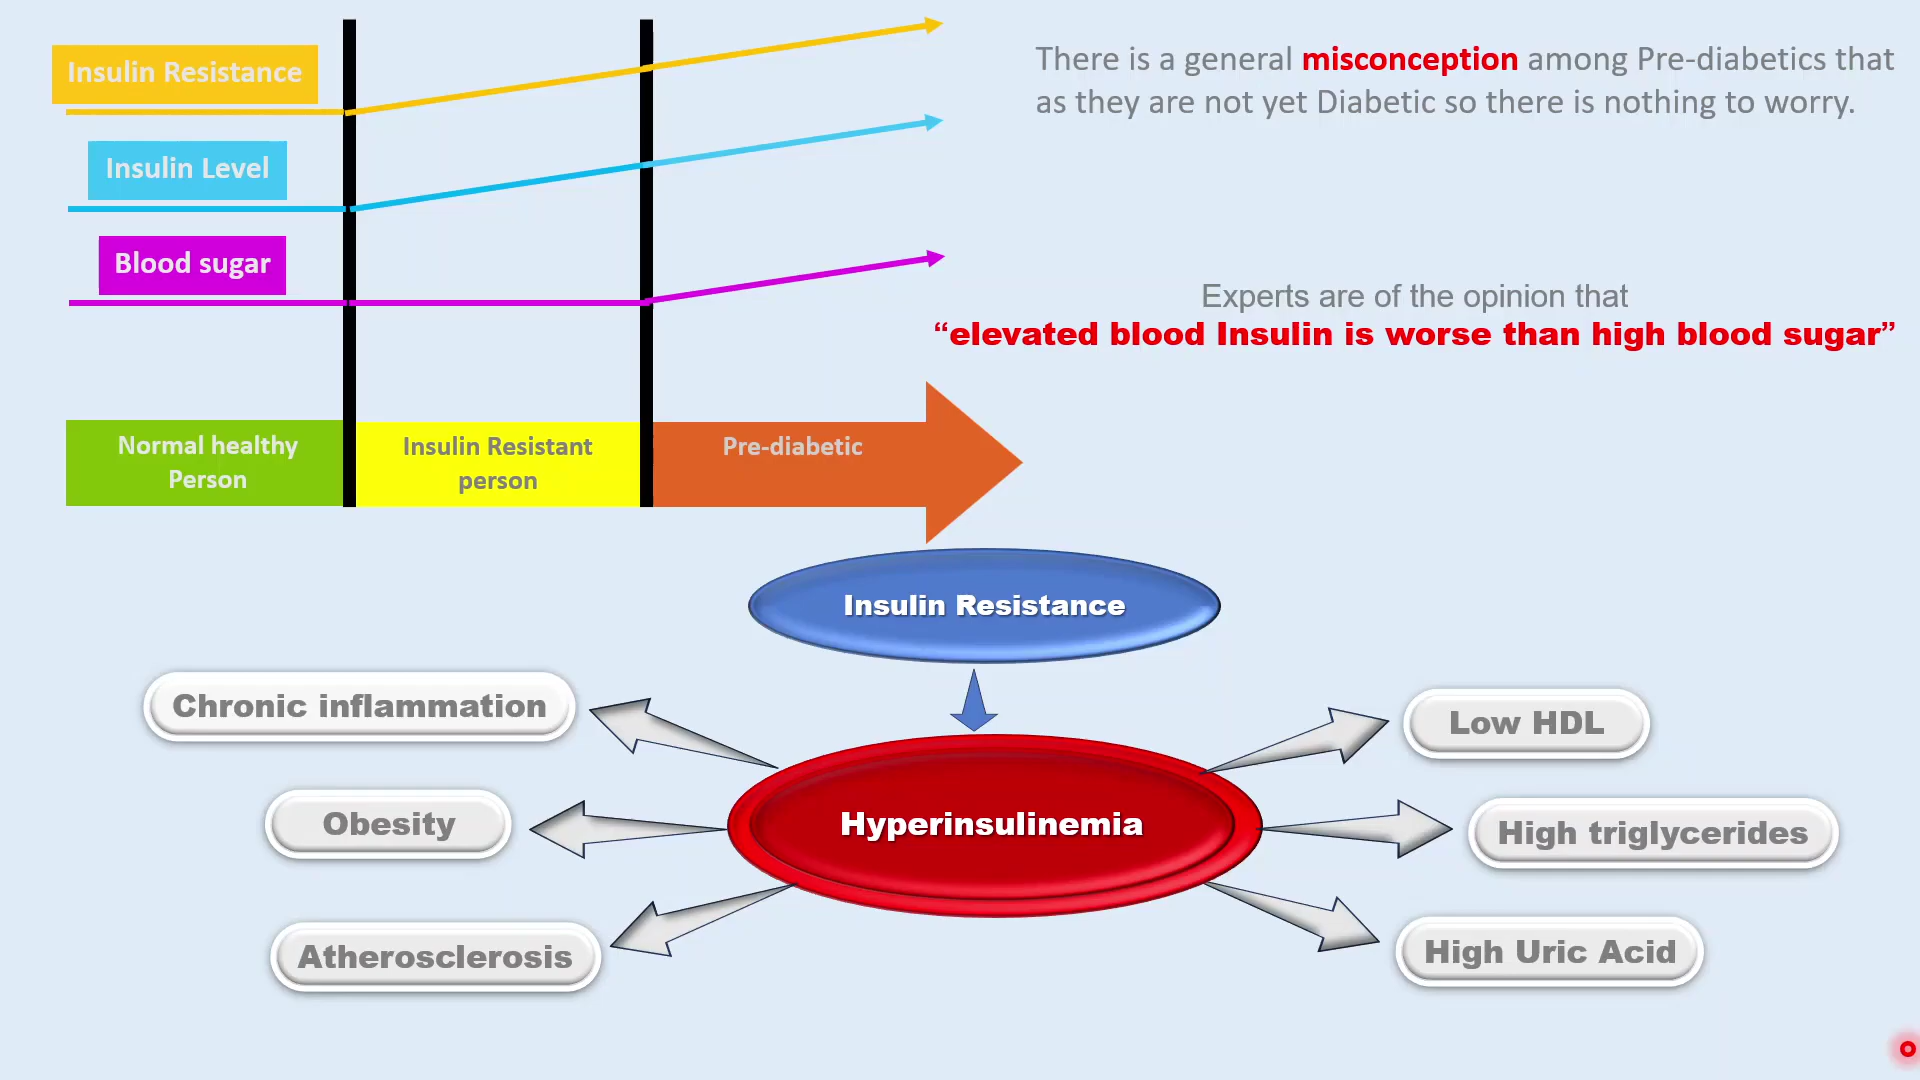 Insulin Resistance
Insulin Level
Blood sugar
There is a general misconception among Pre-diabetics that
as they are not yet Diabetic so there is nothing to worry.
Experts are of the opinion that
“elevated blood Insulin is worse than high blood sugar”
Normal healthy
Person
Insulin Resistant
person
Pre-diabetic
Insulin Resistance
Hyperinsulinemia
Chronic inflammation
Obesity
Atherosclerosis
Low HDL
High triglycerides
High Uric Acid